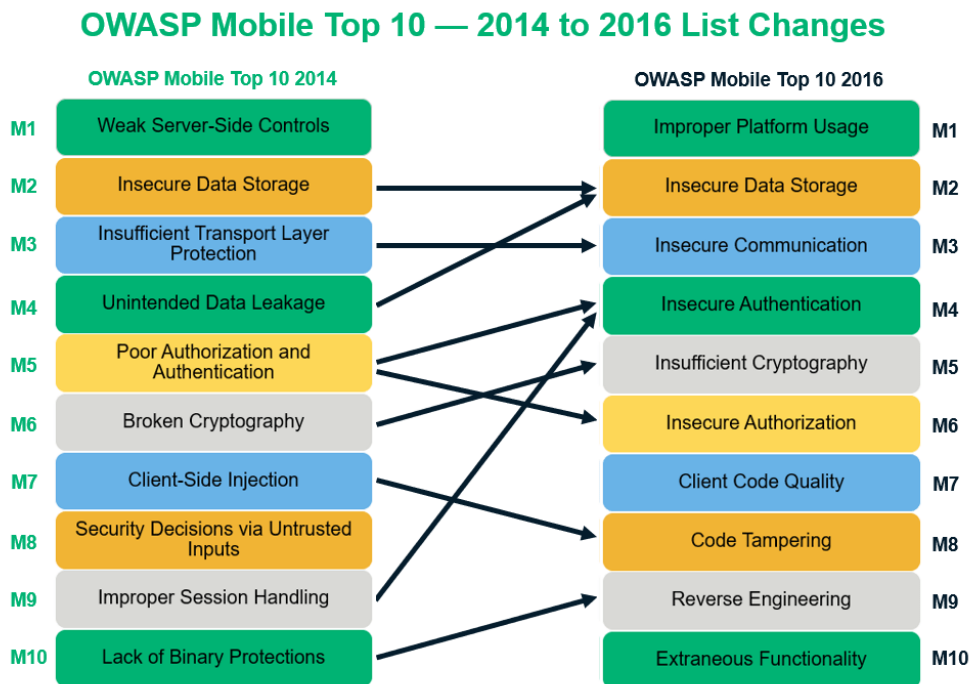 OWASP Mobile Top 10 — 2014 to 2016 List Changes
OWASP Mobile Top 10 2014
M1 Weak Server-Side Controls
M2 Insecure Data Storage
M3 Insufficient Transport Layer
Protection
M4 Unintended Data Leakage
M5 Poor Authorization and
Authentication
M6 Broken Cryptography
M7 Client-Side Injection
M8 Security Decisions via Untrusted
Inputs
M9 Improper Session Handling
M10 Lack of Binary Protections
OWASP Mobile Top 10 2016
Improper Platform Usage M1
Insecure Data Storage M2
Insecure Communication M3
Insecure Authentication M4
Insufficient Cryptography M5
Insecure Authorization M6
Client Code Quality M7
Code Tampering M8
Reverse Engineering M9
Extraneous Functionality M10